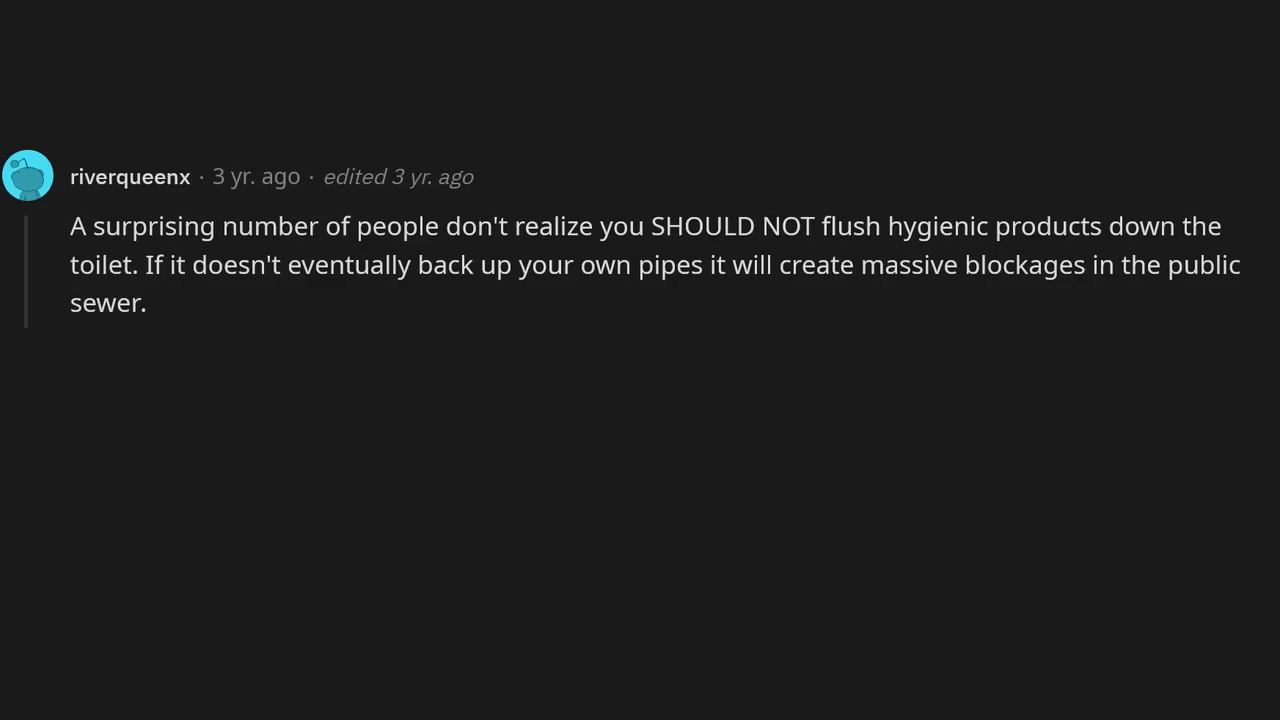 riverqueenx · 3 yr. ago · edited 3 yr. ago
A surprising number of people don't realize you SHOULD NOT flush hygienic products down the
toilet. If it doesn't eventually back up your own pipes it will create massive blockages in the public
sewer.